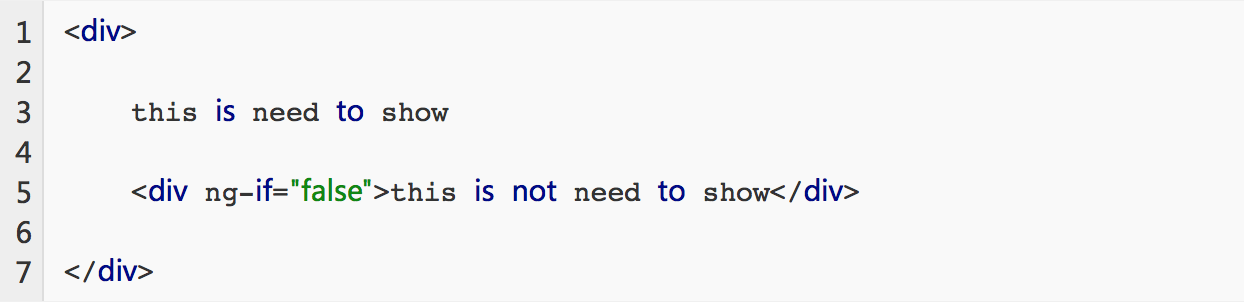 1 <div>
2
3 this is need to show
4
5 <div ng-if="false">this is not need to show</div>
6
7 </div>